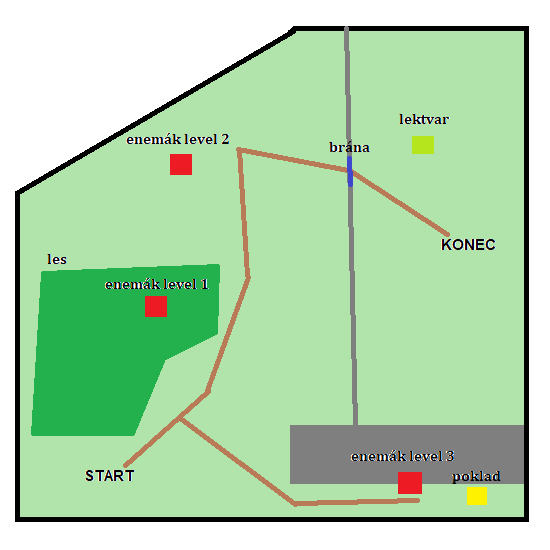 lektvar
enemák level 2
brána
KONEC
les
enemák level 1
enemák level 3
START
poklad